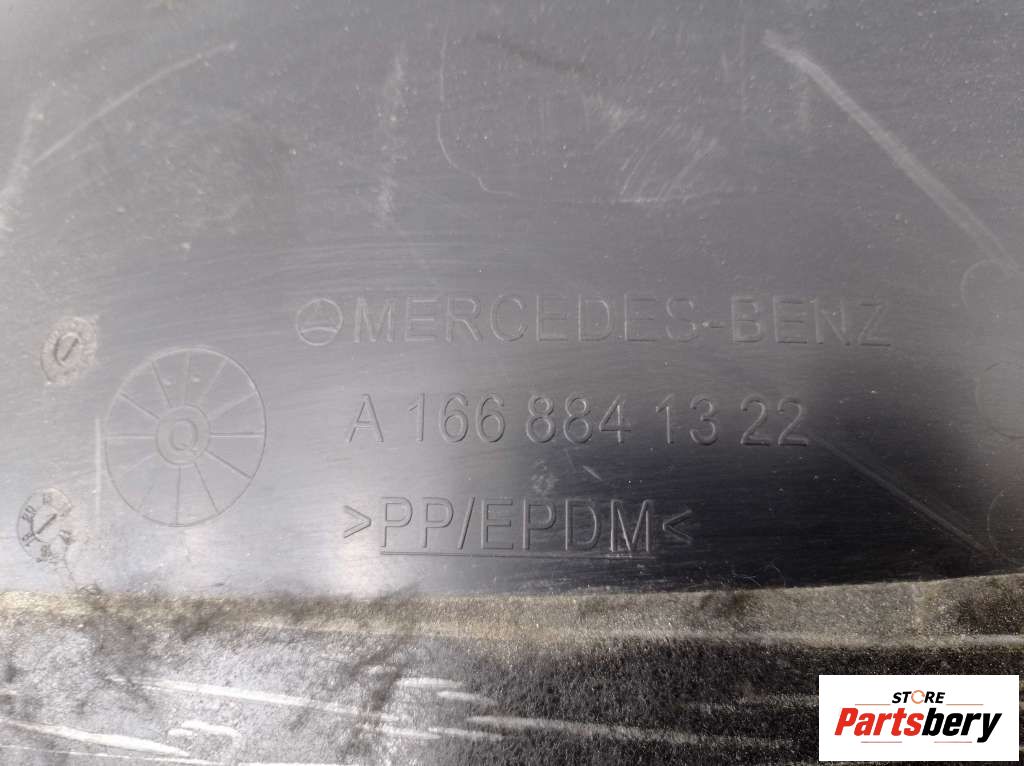 MERCEDES-BENZ
A 166 884 13 22
Q
>PP/EPDM<
STORE
Partsbery